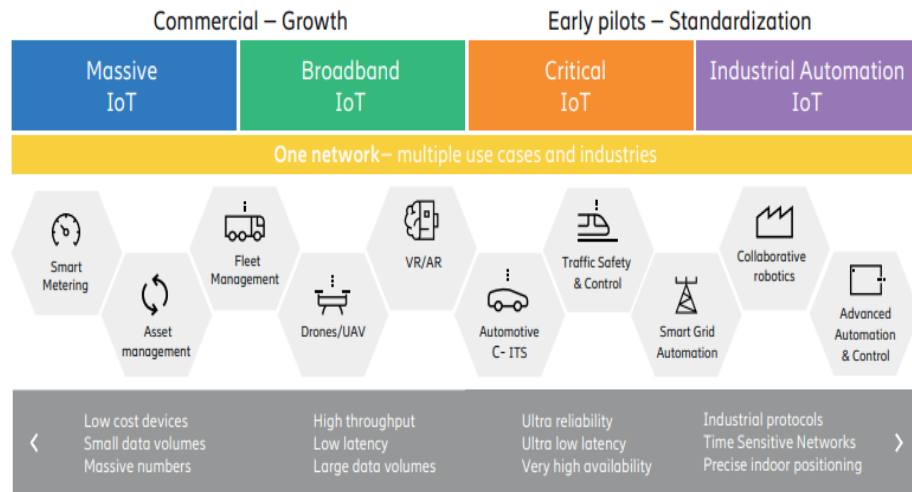 Commercial – Growth
Early pilots – Standardization
Massive
IoT
Broadband
IoT
Critical
IoT
Industrial Automation
IoT
One network – multiple use cases and industries
Smart
Metering
Asset
management
Fleet
Management
Drones/UAV
VR/AR
Automotive
C- ITS
Traffic Safety
& Control
Smart Grid
Automation
Collaborative
robotics
Advanced
Automation
& Control
Low cost devices
Small data volumes
Massive numbers
High throughput
Low latency
Large data volumes
Ultra reliability
Ultra low latency
Very high availability
Industrial protocols
Time Sensitive Networks
Precise indoor positioning